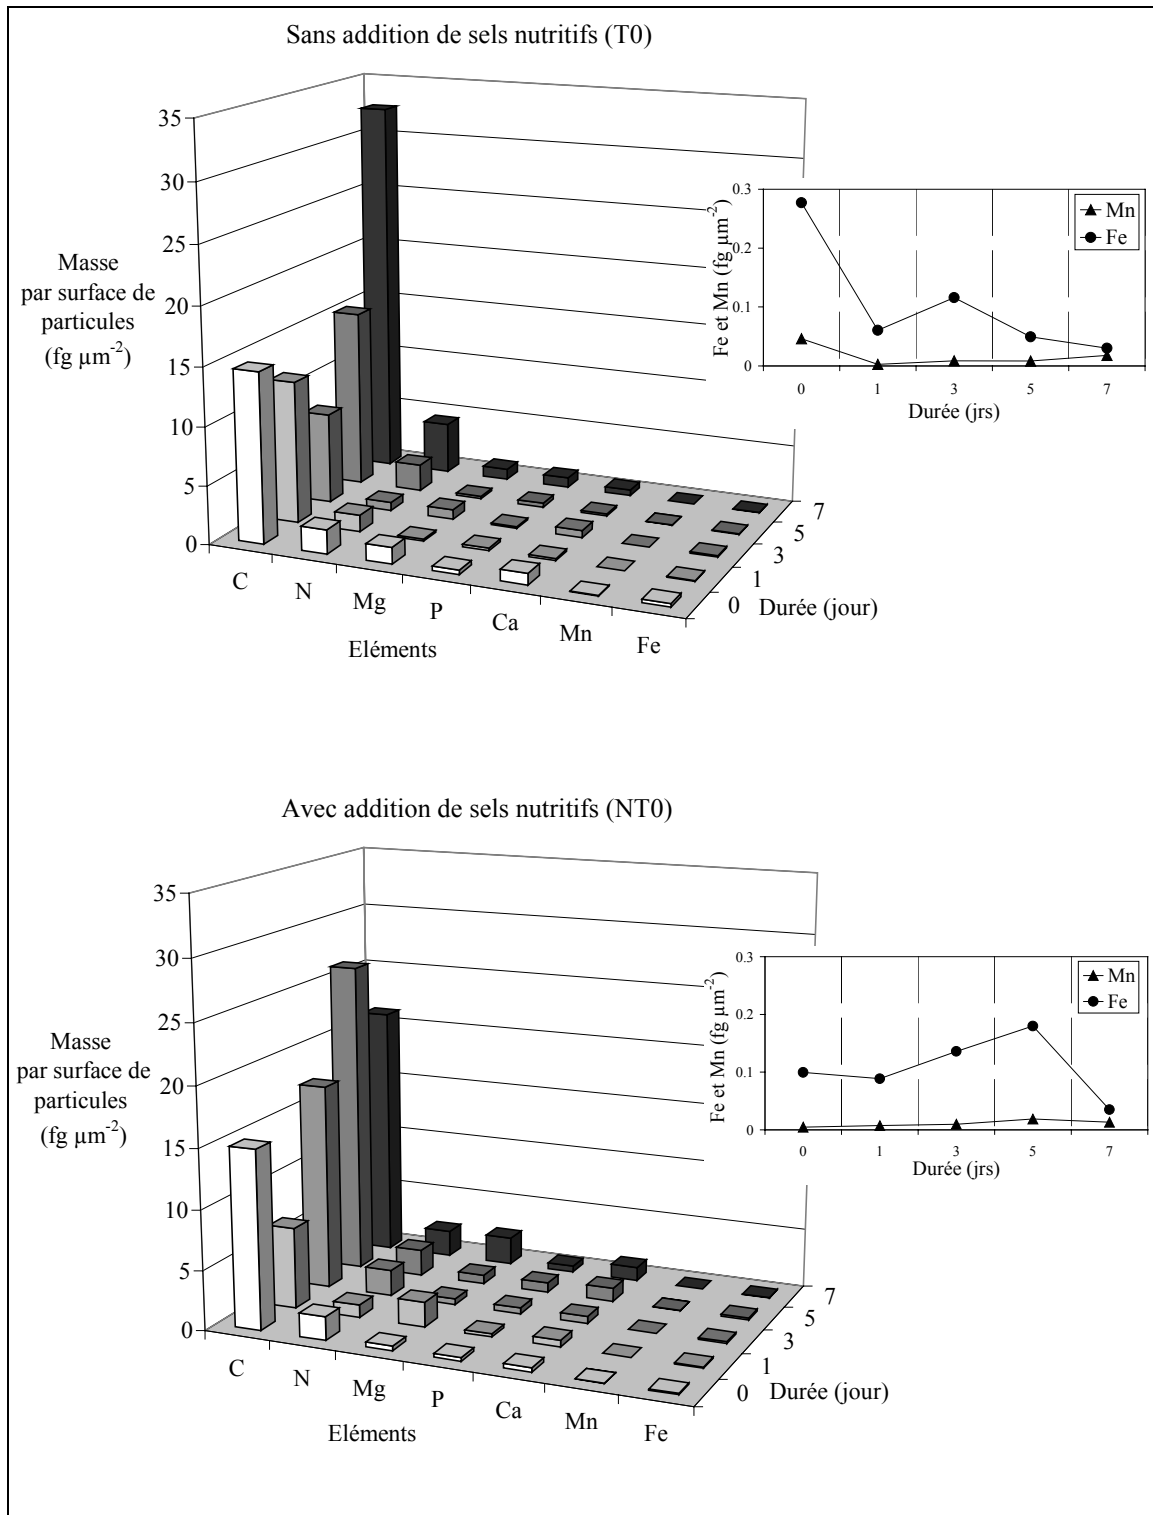 Sans addition de sels nutritifs (T0)
35
30
25
20
15
10
5
0
Masse
par surface de
particules
(fg µm-2)
C
N
Mg
P
Ca
Mn
Fe
Eléments
0
1
3
5
7
Durée (jour)
Fe et Mn (fg µm-2)
0.3
0.2
0.1
0
Mn
Fe
0 1 3 5 7
Durée (jrs)
Avec addition de sels nutritifs (NT0)
35
30
25
20
15
10
5
0
Masse
par surface de
particules
(fg µm-2)
C
N
Mg
P
Ca
Mn
Fe
Eléments
0
1
3
5
7
Durée (jour)
Fe et Mn (fg µm-2)
0.3
0.2
0.1
0
Mn
Fe
0 1 3 5 7
Durée (jrs)